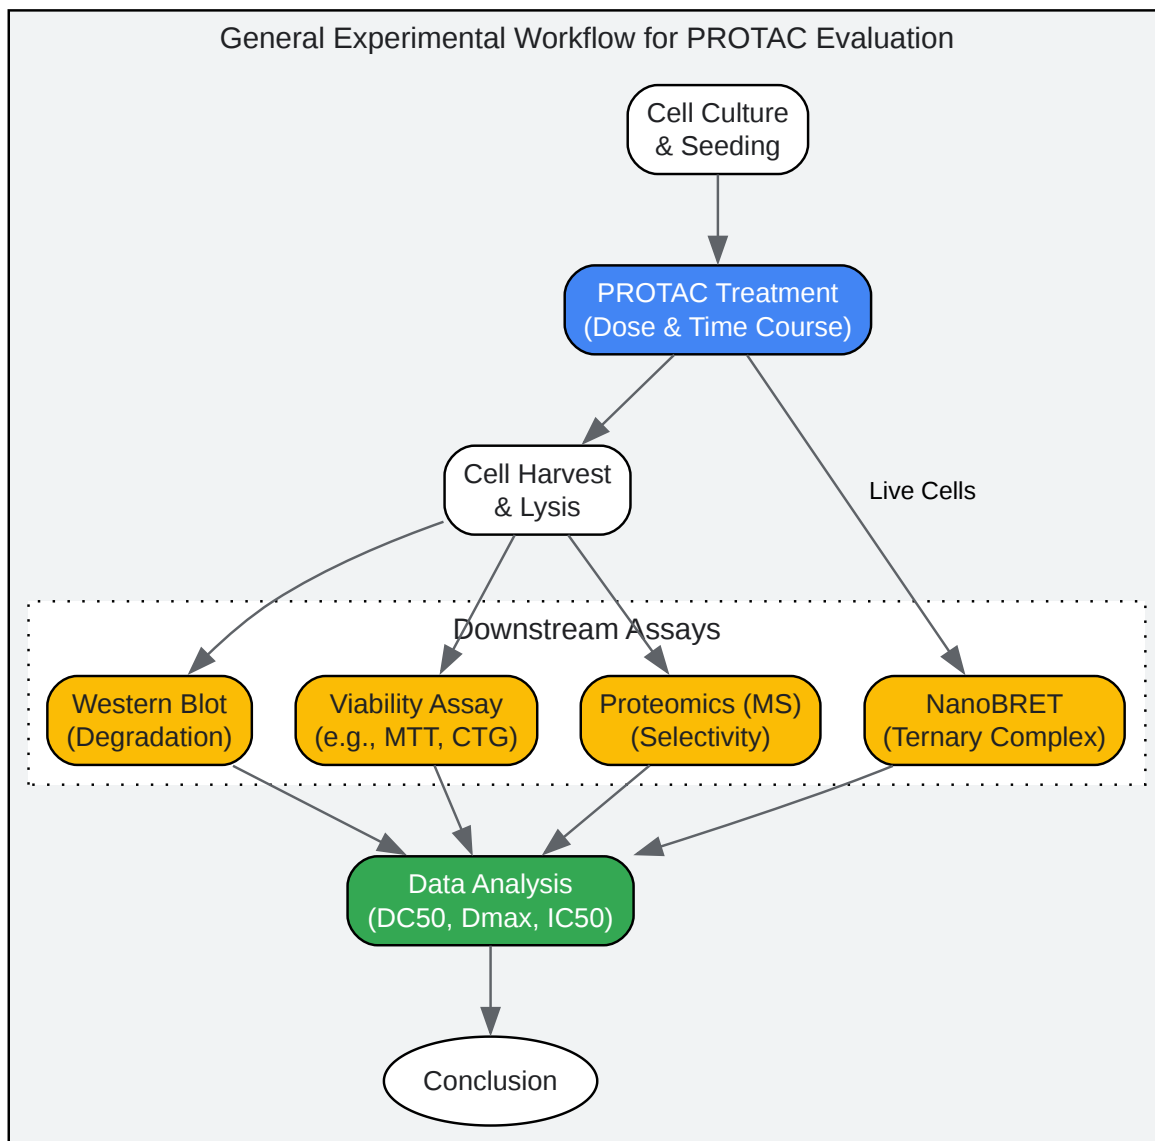 General Experimental Workflow for PROTAC Evaluation
Cell Culture
& Seeding
PROTAC Treatment
(Dose & Time Course)
Cell Harvest
& Lysis
Live Cells
Downstream Assays
Western Blot
(Degradation)
Viability Assay
(e.g., MTT, CTG)
Proteomics (MS)
(Selectivity)
NanoBRET
(Ternary Complex)
Data Analysis
(DC50, Dmax, IC50)
Conclusion